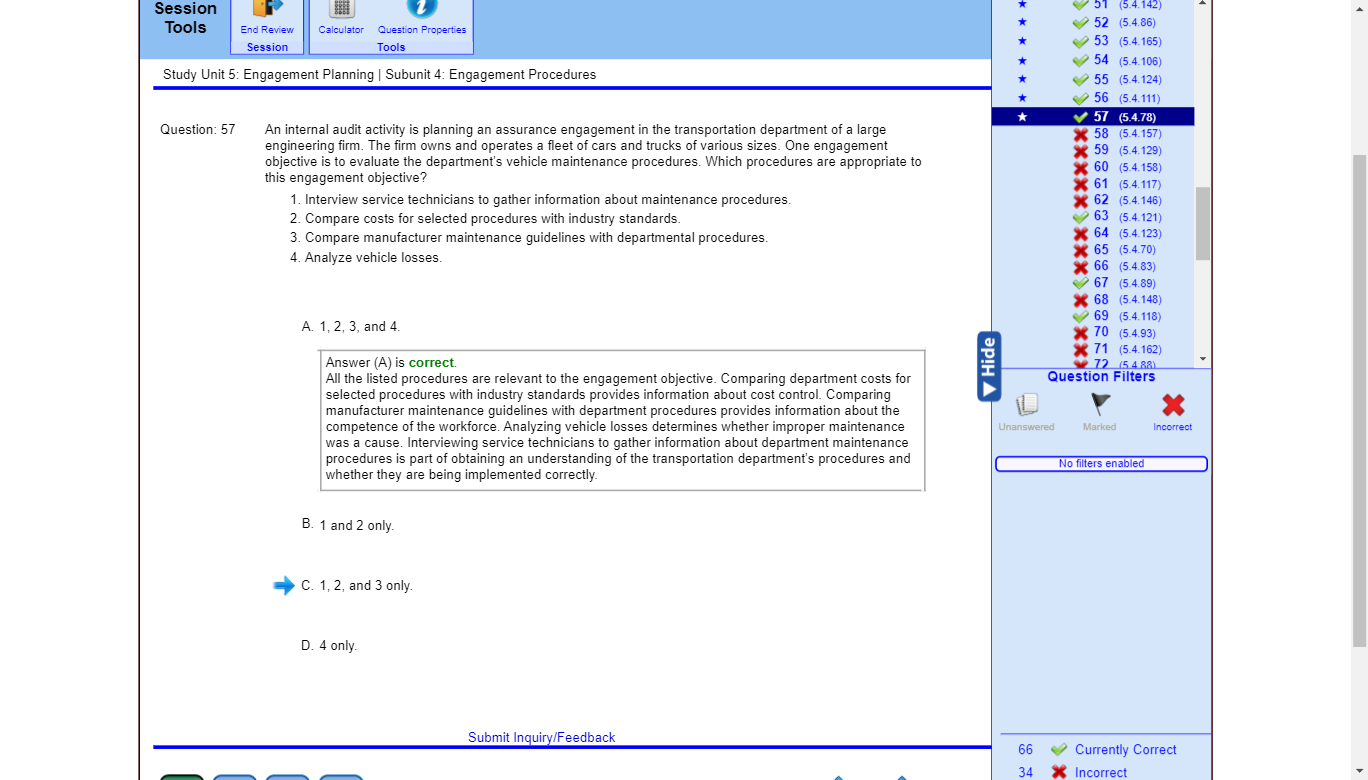 Session
Tools
End Review
Session
Calculator
Question Properties
Tools
Study Unit 5: Engagement Planning | Subunit 4: Engagement Procedures
Question: 57
An internal audit activity is planning an assurance engagement in the transportation department of a large
engineering firm. The firm owns and operates a fleet of cars and trucks of various sizes. One engagement
objective is to evaluate the department's vehicle maintenance procedures. Which procedures are appropriate to
this engagement objective?
1. Interview service technicians to gather information about maintenance procedures.
2. Compare costs for selected procedures with industry standards.
3. Compare manufacturer maintenance guidelines with departmental procedures.
4. Analyze vehicle losses.
A. 1, 2, 3, and 4.
Answer (A) is correct.
All the listed procedures are relevant to the engagement objective. Comparing department costs for
selected procedures with industry standards provides information about cost control. Comparing
manufacturer maintenance guidelines with department procedures provides information about the
competence of the workforce. Analyzing vehicle losses determines whether improper maintenance
was a cause. Interviewing service technicians to gather information about department maintenance
procedures is part of obtaining an understanding of the transportation department's procedures and
whether they are being implemented correctly.
B. 1 and 2 only.
C. 1, 2, and 3 only.
D. 4 only.
Submit Inquiry/Feedback
51 (5.4.142)
52 (5.4.86)
53 (5.4.165)
54 (5.4.106)
55 (5.4.124)
56 (5.4.111)
57 (5.4.78)
58 (5.4.157)
59 (5.4.129)
60 (5.4.158)
61 (5.4.117)
62 (5.4.146)
63 (5.4.121)
64 (5.4.123)
65 (5.4.70)
66 (5.4.83)
67 (5.4.89)
68 (5.4.148)
69 (5.4.118)
70 (5.4.93)
71 (5.4.162)
72 (5.4.88)
Hide
Question Filters
Unanswered
Marked
Incorrect
No filters enabled
66 Currently Correct
34 Incorrect